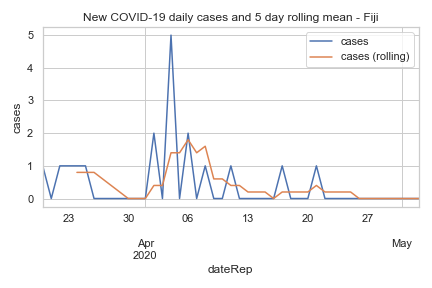 New COVID-19 daily cases and 5 day rolling mean - Fiji
cases
cases (rolling)
5
4
3
2
1
0
cases
23
30
06
13
20
27
Apr
2020
May
dateRep